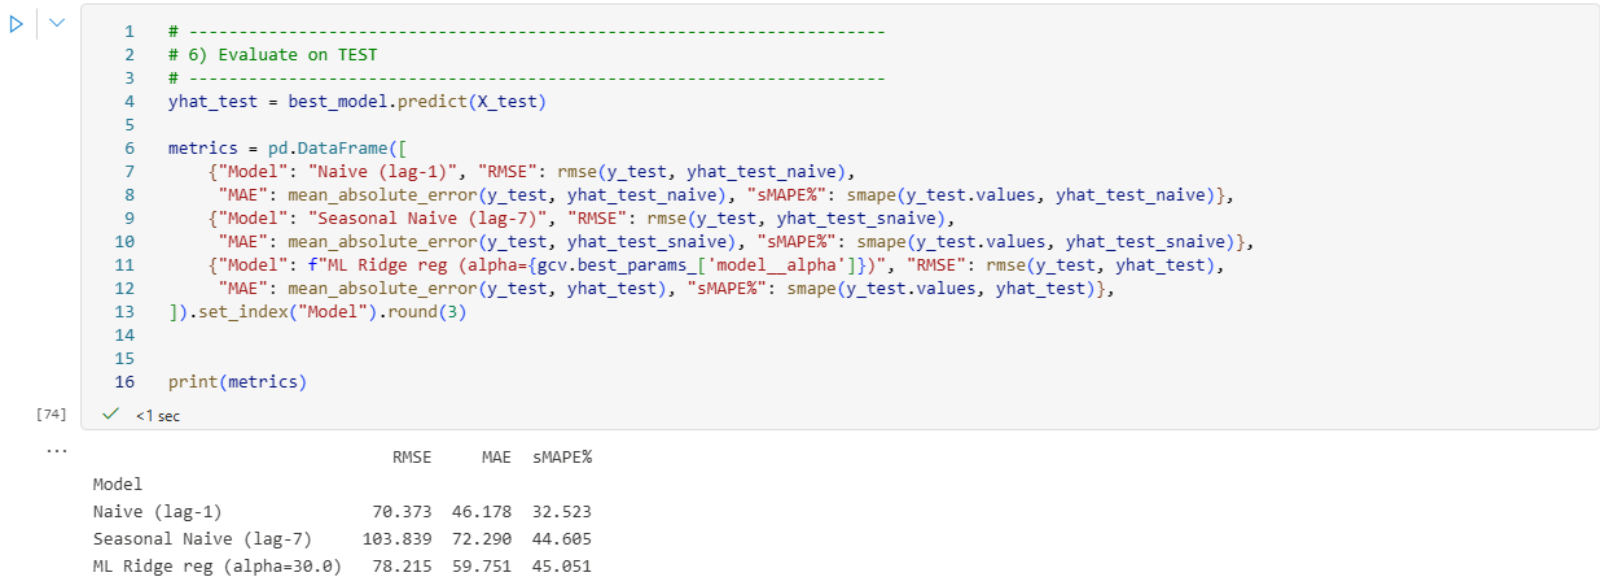 1 # ----------------------------------------------------------------------
2 # 6) Evaluate on TEST
3 # ----------------------------------------------------------------------
4 yhat_test = best_model.predict(X_test)
5
6 metrics = pd.DataFrame([
7     {"Model": "Naive (lag-1)", "RMSE": rmse(y_test, yhat_test_naive),
8      "MAE": mean_absolute_error(y_test, yhat_test_naive), "sMAPE%": smape(y_test.values, yhat_test_naive)},
9     {"Model": "Seasonal Naive (lag-7)", "RMSE": rmse(y_test, yhat_test_snaive),
10      "MAE": mean_absolute_error(y_test, yhat_test_snaive), "sMAPE%": smape(y_test.values, yhat_test_snaive)},
11     {"Model": f"ML Ridge reg (alpha={gcv.best_params_['model__alpha']})", "RMSE": rmse(y_test, yhat_test),
12      "MAE": mean_absolute_error(y_test, yhat_test), "sMAPE%": smape(y_test.values, yhat_test)},
13 ]).set_index("Model").round(3)
14
15
16 print(metrics)
[74] ✓ <1 sec
...
RMSE MAE sMAPE%
Model
Naive (lag-1) 70.373 46.178 32.523
Seasonal Naive (lag-7) 103.839 72.290 44.605
ML Ridge reg (alpha=30.0) 78.215 59.751 45.051